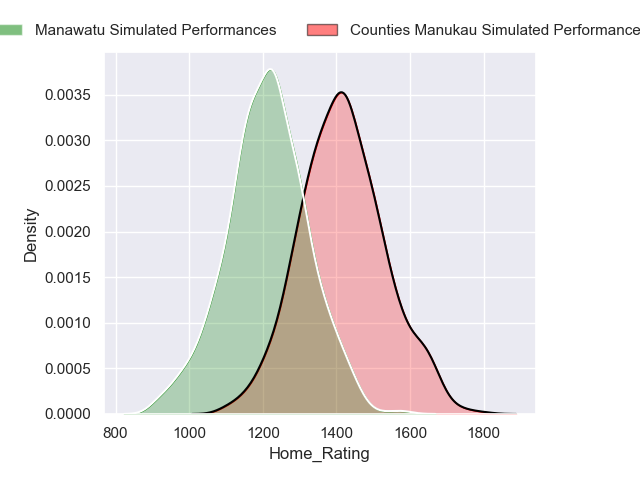 Manawatu Simulated Performances
Counties Manukau Simulated Performance
0.0035
0.0030
0.0025
0.0020
0.0015
0.0010
0.0005
0.0000
Density
800 1000 1200 1400 1600 1800
Home_Rating